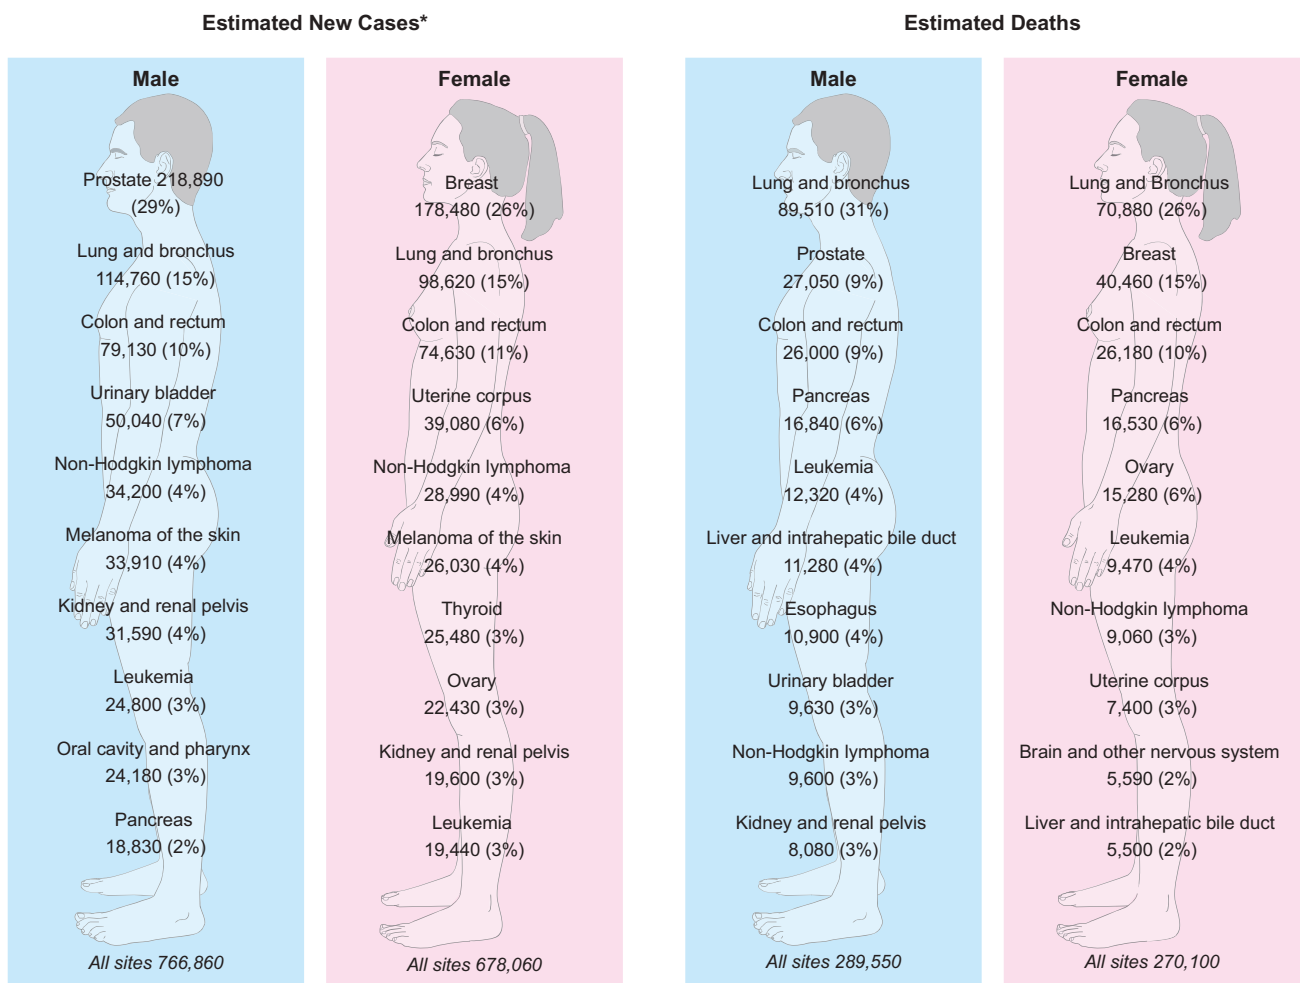 Estimated New Cases*
Male
Prostate 218,890
(29%)
Lung and bronchus
114,760 (15%)
Colon and rectum
79,130 (10%)
Urinary bladder
50,040 (7%)
Non-Hodgkin lymphoma
34,200 (4%)
Melanoma of the skin
33,910 (4%)
Kidney and renal pelvis
31,590 (4%)
Leukemia
24,800 (3%)
Oral cavity and pharynx
24,180 (3%)
Pancreas
18,830 (2%)
All sites 766,860
Female
Breast
178,480 (26%)
Lung and bronchus
98,620 (15%)
Colon and rectum
74,630 (11%)
Uterine corpus
39,080 (6%)
Non-Hodgkin lymphoma
28,990 (4%)
Melanoma of the skin
26,030 (4%)
Thyroid
25,480 (3%)
Ovary
22,430 (3%)
Kidney and renal pelvis
19,600 (3%)
Leukemia
19,440 (3%)
All sites 678,060
Estimated Deaths
Male
Lung and bronchus
89,510 (31%)
Prostate
27,050 (9%)
Colon and rectum
26,000 (9%)
Pancreas
16,840 (6%)
Leukemia
12,320 (4%)
Liver and intrahepatic bile duct
11,280 (4%)
Esophagus
10,900 (4%)
Urinary bladder
9,630 (3%)
Non-Hodgkin lymphoma
9,600 (3%)
Kidney and renal pelvis
8,080 (3%)
All sites 289,550
Female
Lung and Bronchus
70,880 (26%)
Breast
40,460 (15%)
Colon and rectum
26,180 (10%)
Pancreas
16,530 (6%)
Ovary
15,280 (6%)
Leukemia
9,470 (4%)
Non-Hodgkin lymphoma
9,060 (3%)
Uterine corpus
7,400 (3%)
Brain and other nervous system
5,590 (2%)
Liver and intrahepatic bile duct
5,500 (2%)
All sites 270,100